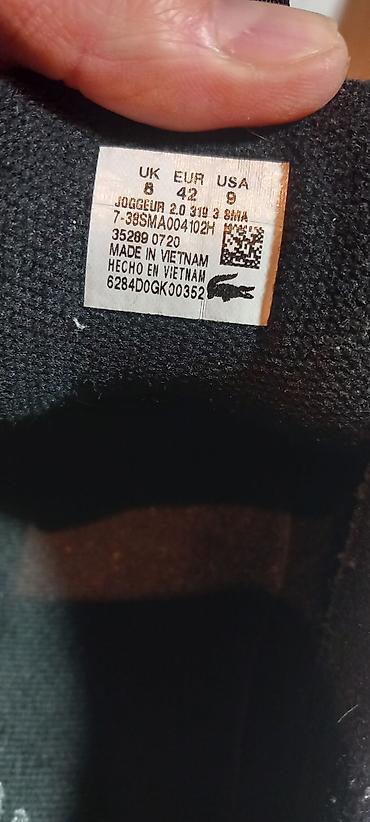 UK EUR USA
8 42 9
JOGGEUR 2.0 319 3 SMA
7-38SMA004102H
35289 0720
MADE IN VIETNAM
HECHO EN VIETNAM
6284D0GK00352